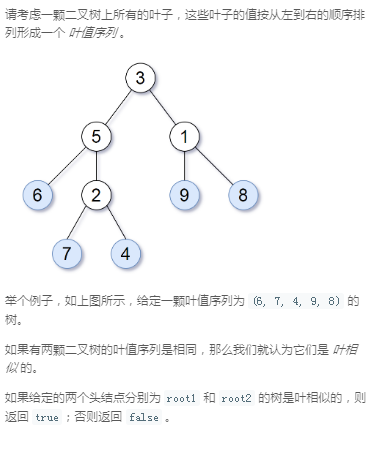 请考虑一颗二叉树上所有的叶子，这些叶子的值按从左到右的顺序排
列形成一个 叶值序列 。
3
5
1
6
2
9
8
7
4
举个例子，如上图所示，给定一颗叶值序列为 (6, 7, 4, 9, 8) 的
树。
如果有两颗二叉树的叶值序列是相同，那么我们就认为它们是 叶相
似 的。
如果给定的两个头结点分别为 root1 和 root2 的树是叶相似的，则
返回 true；否则返回 false 。